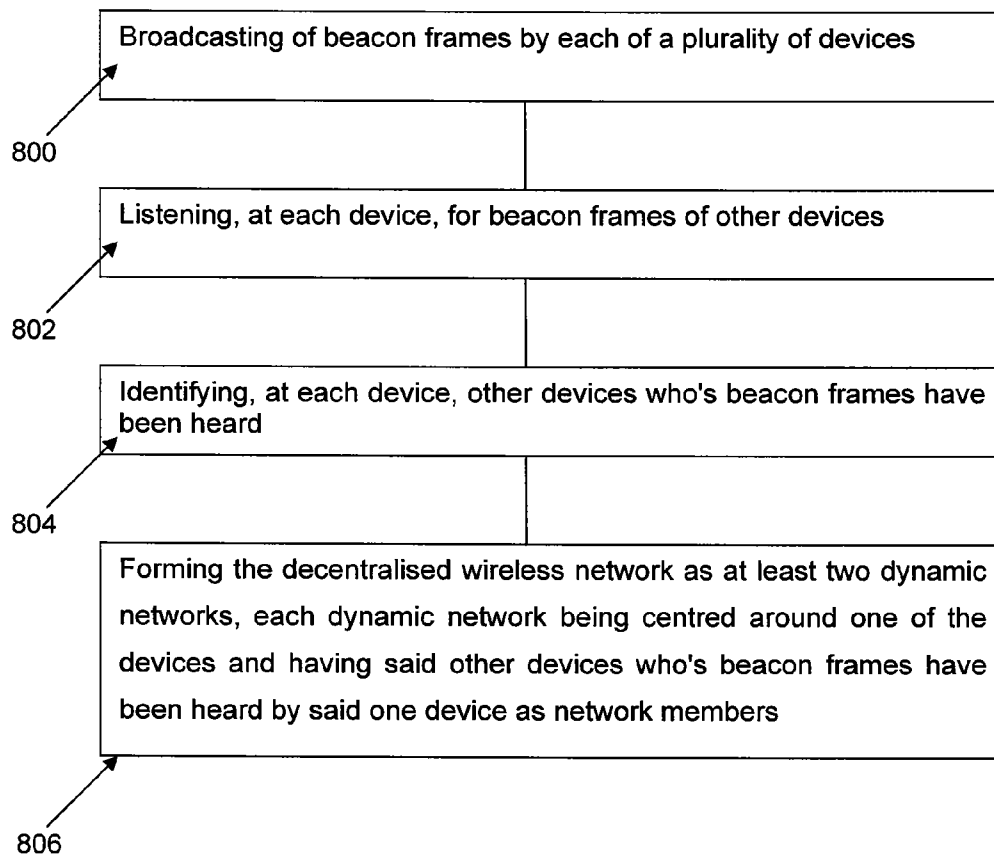 Broadcasting of beacon frames by each of a plurality of devices
800
Listening, at each device, for beacon frames of other devices
802
Identifying, at each device, other devices who's beacon frames have
been heard
804
Forming the decentralised wireless network as at least two dynamic
networks, each dynamic network being centred around one of the
devices and having said other devices who's beacon frames have
been heard by said one device as network members
806